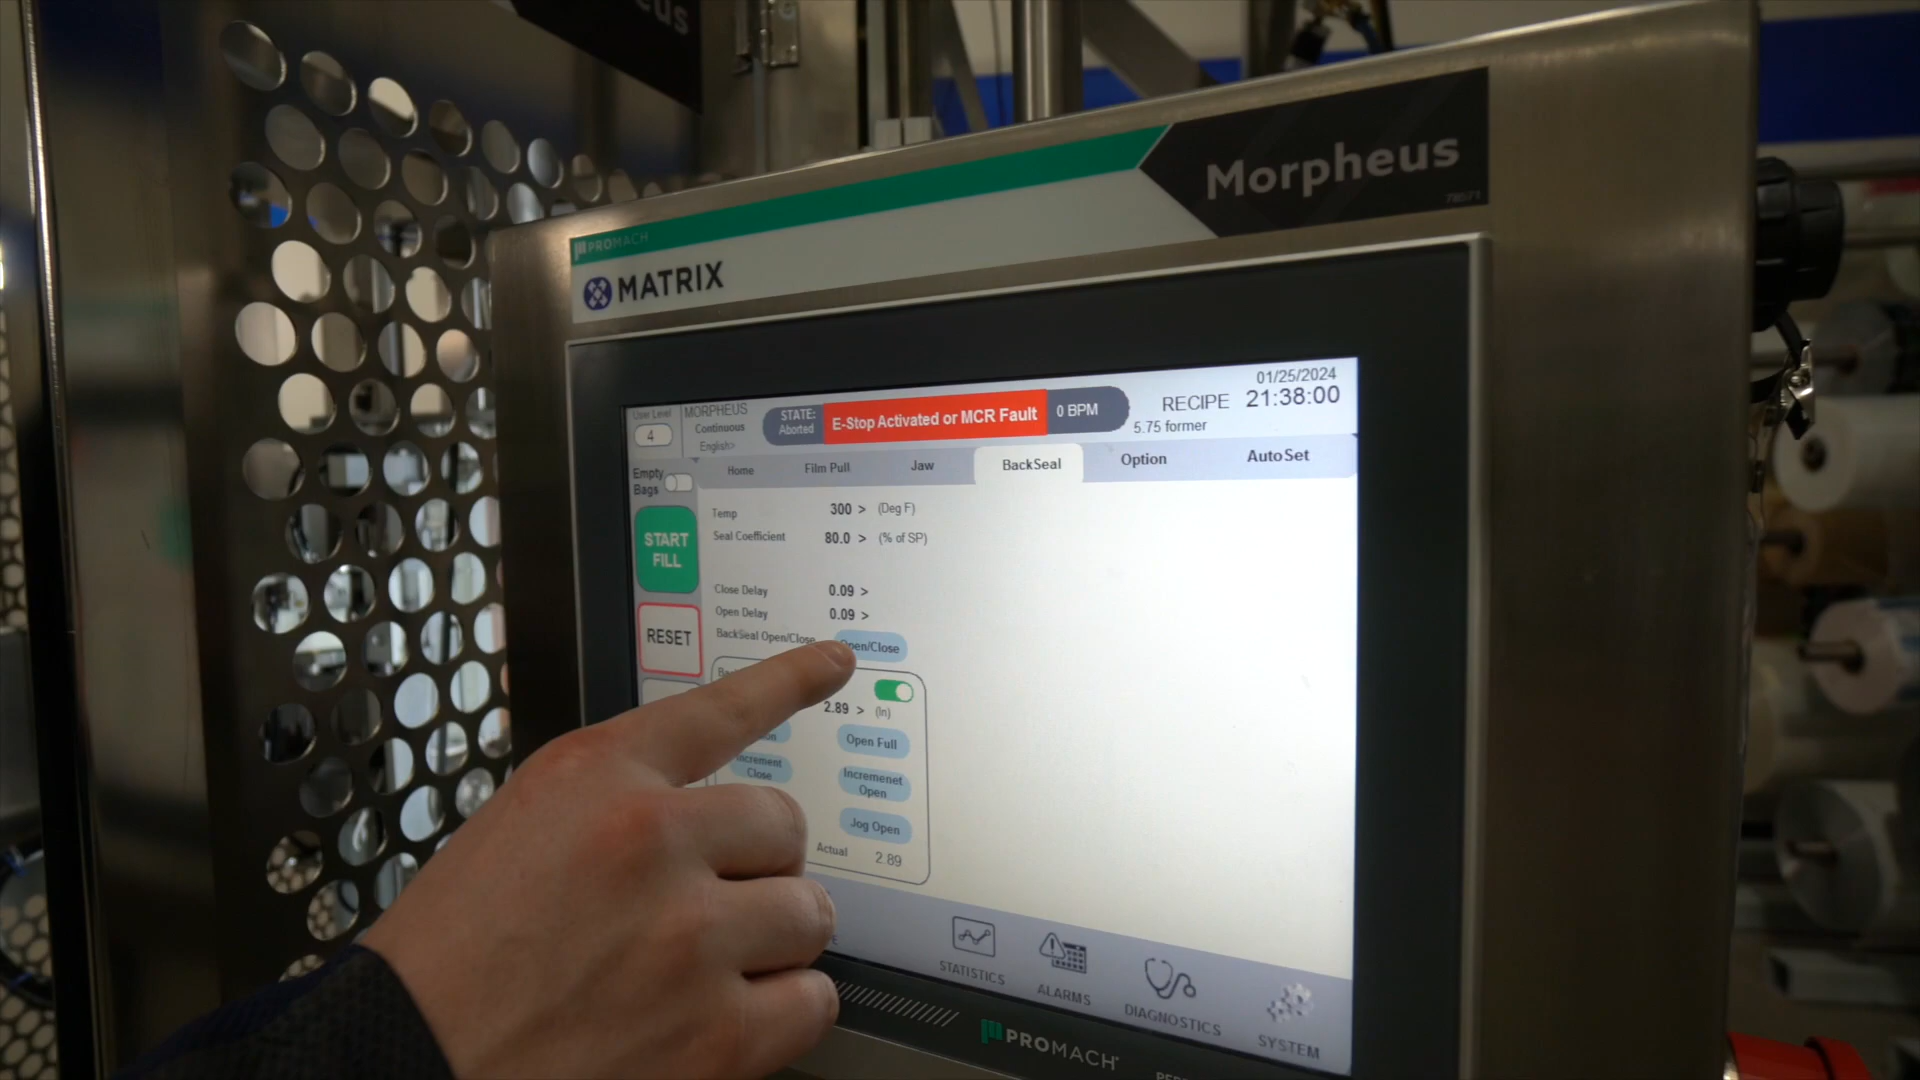 Morpheus
78571
PROMACH
MATRIX
User Level
4
MORPHEUS
Continuous
English>
STATE:
Aborted
E-Stop Activated or MCR Fault
0 BPM
RECIPE
5.75 former
01/25/2024
21:38:00
Empty
Bags
Home
Film Pull
Jaw
BackSeal
Option
AutoSet
START
FILL
RESET
Temp 300 > (Deg F)
Seal Coefficient 80.0 > (% of SP)
Close Delay 0.09 >
Open Delay 0.09 >
BackSeal Open/Close Open/Close
2.89 > (In)
Open Full
Increment
Close
Incremenet
Open
Jog Open
Actual 2.89
STATISTICS
ALARMS
DIAGNOSTICS
SYSTEM
PROMACH